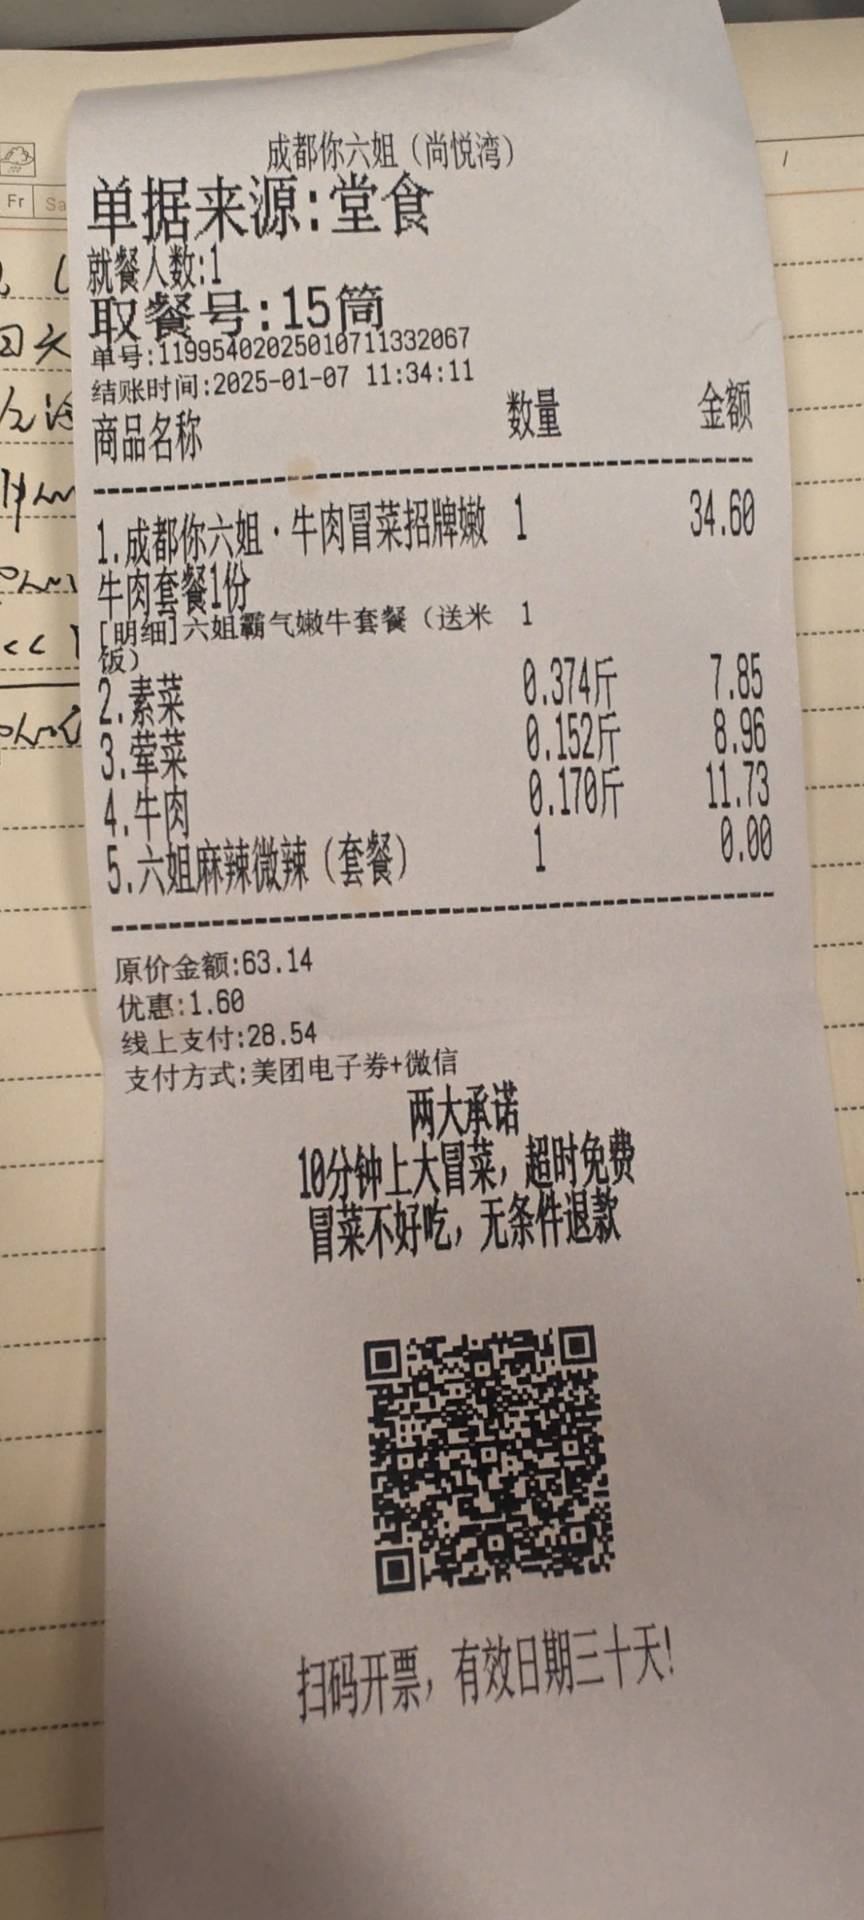 成都你六姐（尚悦湾）
单据来源:堂食
就餐人数:1
取餐号:15筒
单号:11995402025010711332067
结账时间:2025-01-07 11:34:11
商品名称 数量 金额
1.成都你六姐·牛肉冒菜招牌嫩 1 34.60
牛肉套餐1份
[明细]六姐霸气嫩牛套餐（送米 1
饭）
2.素菜 0.374斤 7.85
3.荤菜 0.152斤 8.96
4.牛肉 0.170斤 11.73
5.六姐麻辣微辣（套餐） 1 0.00
原价金额:63.14
优惠:1.60
线上支付:28.54
支付方式:美团电子券+微信
两大承诺
10分钟上大冒菜，超时免费
冒菜不好吃，无条件退款
扫码开票，有效日期三十天!
Fr Sa